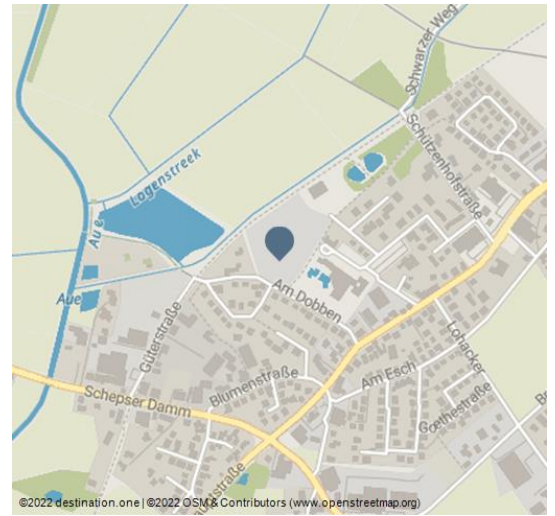 Schwarzer Weg
Schützenhofstraße
Logenstreek
Aue
Aue
Am Dobben
Güterstraße
Lohacker
Blumenstraße
Am Esch
Schepser Damm
Goethestraße
©2022 destination.one | ©2022 OSM & Contributors (www.openstreetmap.org)